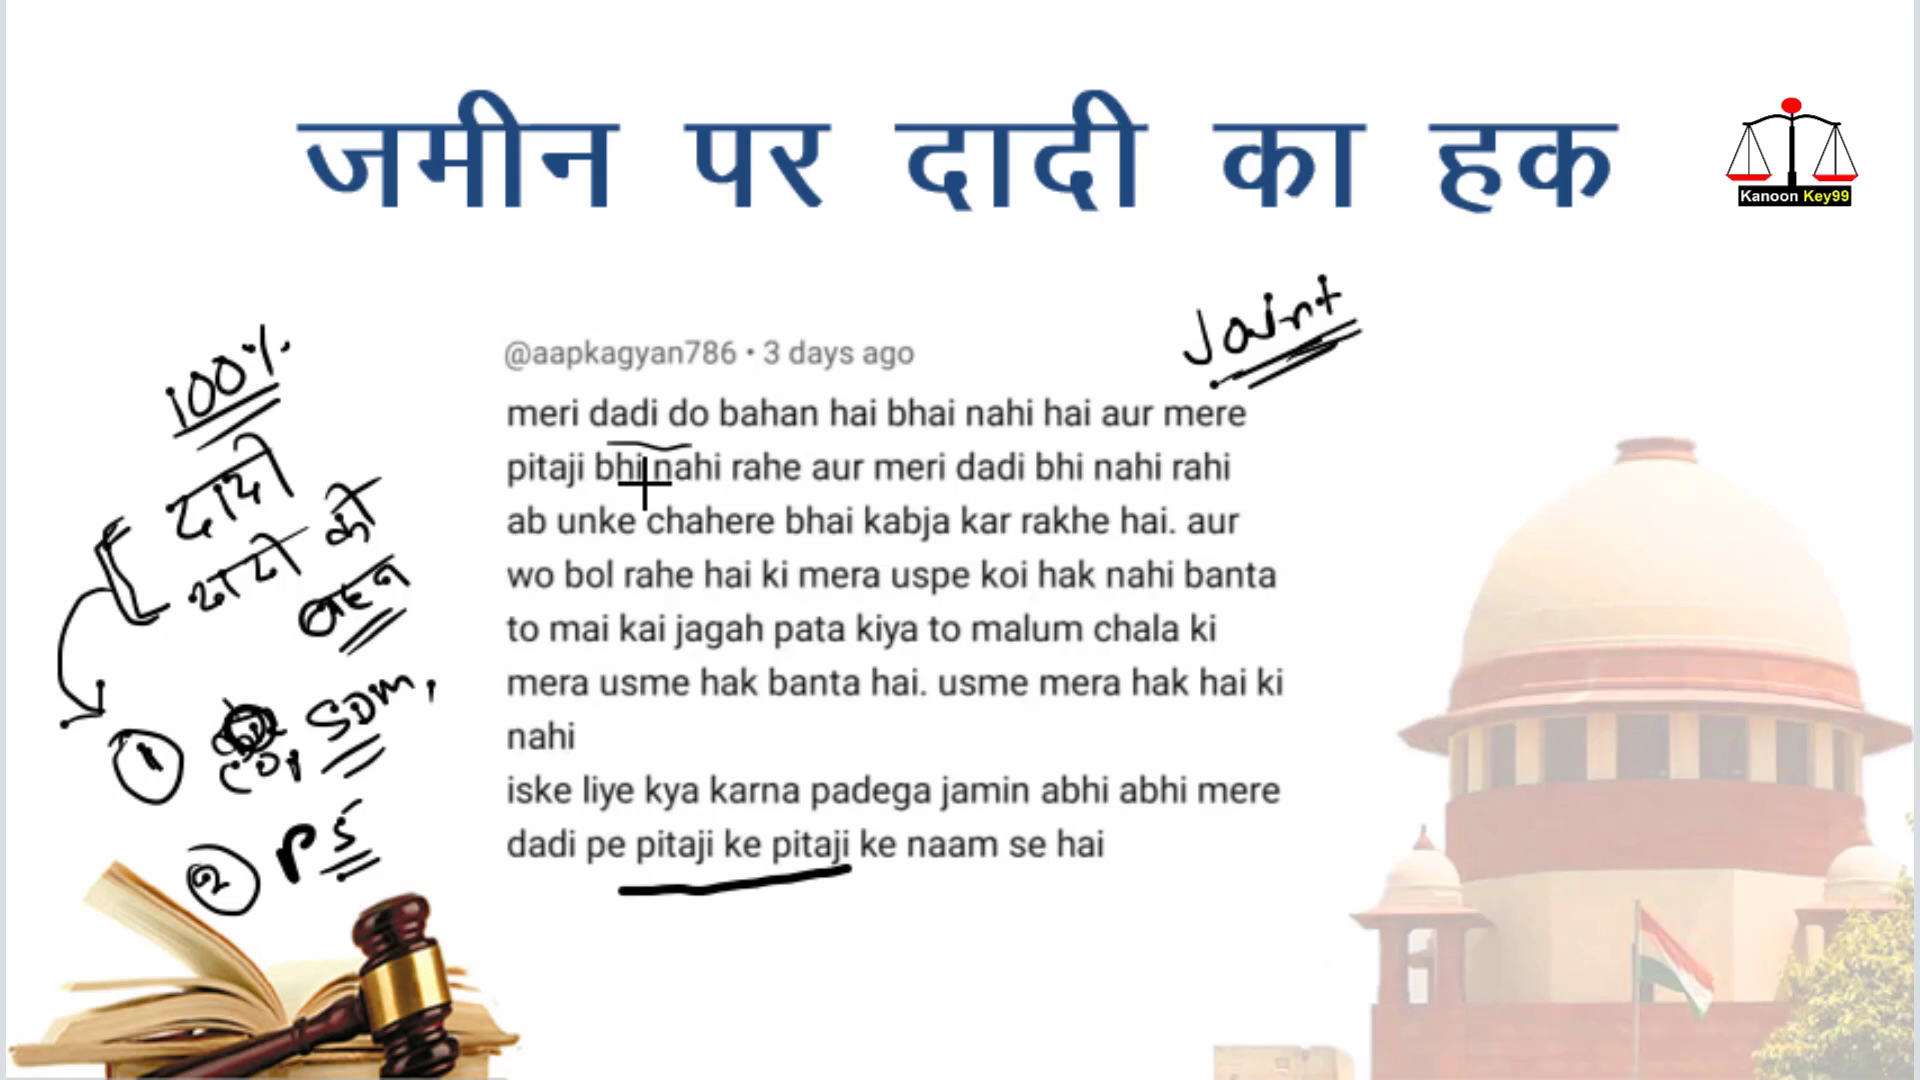 जमीन पर दादी का हक
Kanoon Key99
Joint
@aapkagyan786 • 3 days ago
meri dadi do bahan hai bhai nahi hai aur mere
pitaji bhi nahi rahe aur meri dadi bhi nahi rahi
ab unke chahere bhai kabja kar rakhe hai. aur
wo bol rahe hai ki mera uspe koi hak nahi banta
to mai kai jagah pata kiya to malum chala ki
mera usme hak banta hai. usme mera hak hai ki
nahi
iske liye kya karna padega jamin abhi abhi mere
dadi pe pitaji ke pitaji ke naam se hai
100%
दादी
दादी की
बहन
1 SDM,
2 PS